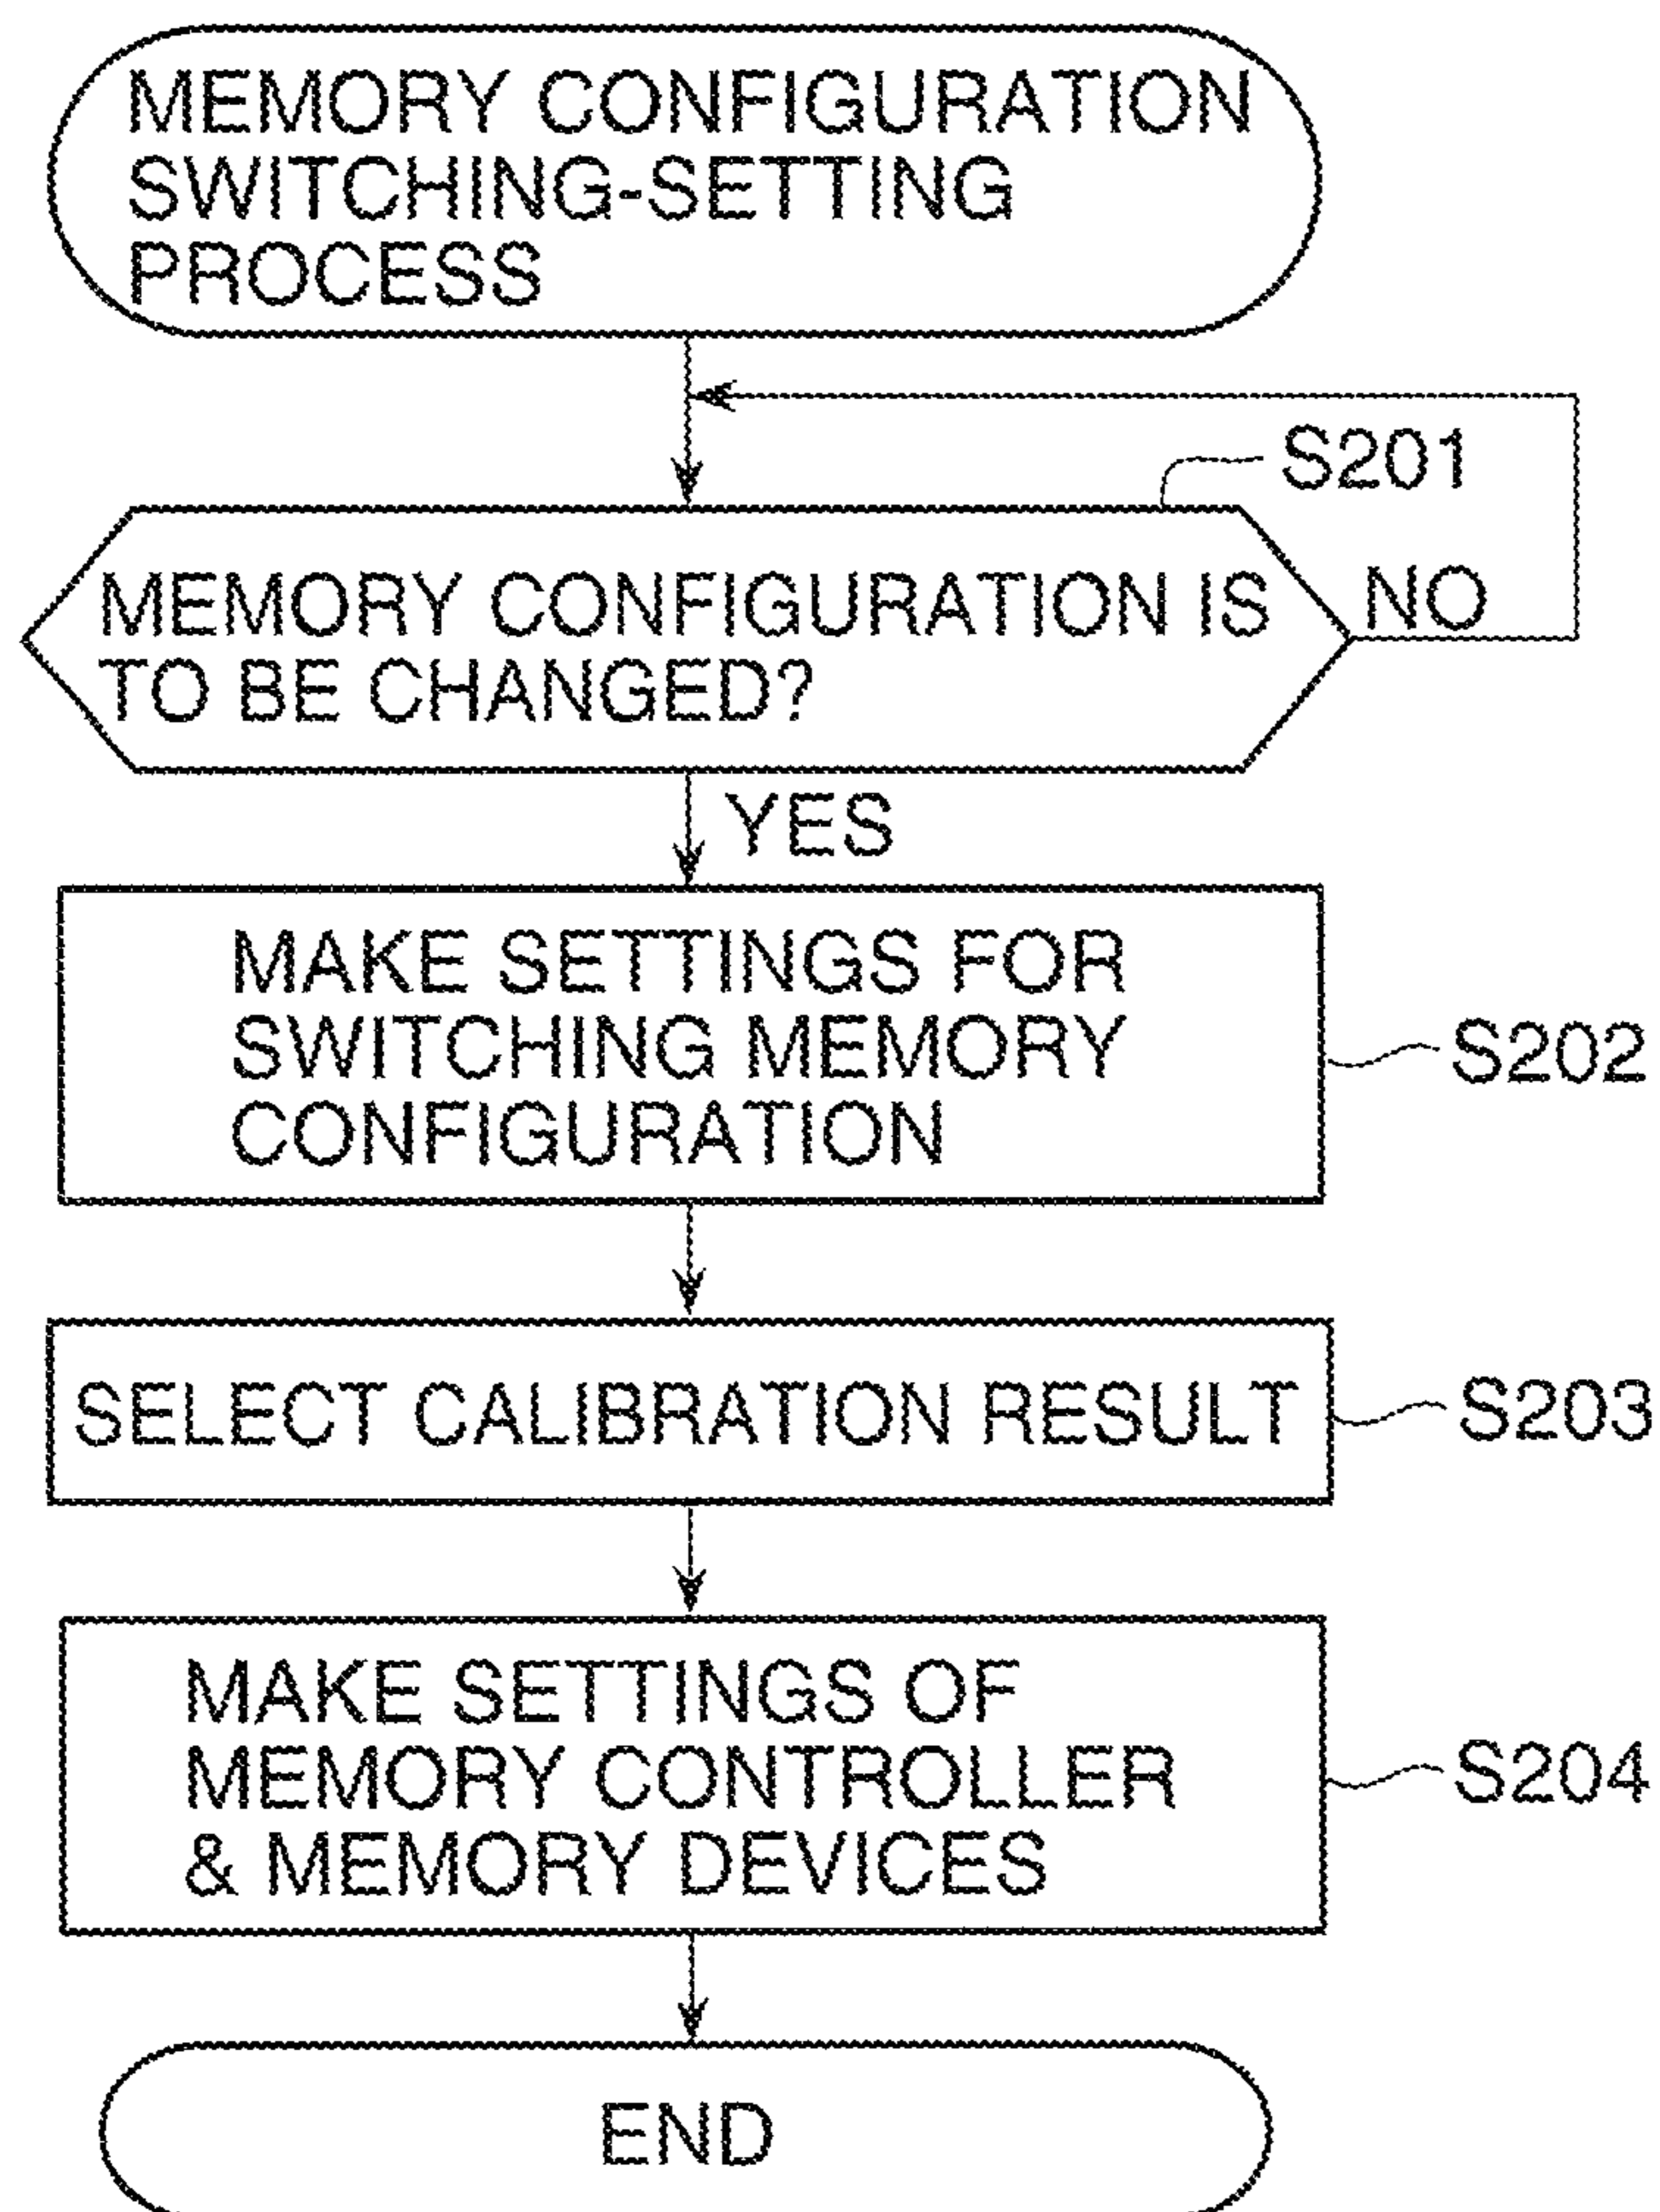 MEMORY CONFIGURATION
SWITCHING-SETTING
PROCESS
S201
MEMORY CONFIGURATION IS
TO BE CHANGED?
NO
YES
MAKE SETTINGS FOR
SWITCHING MEMORY
CONFIGURATION
S202
SELECT CALIBRATION RESULT
S203
MAKE SETTINGS OF
MEMORY CONTROLLER
& MEMORY DEVICES
S204
END